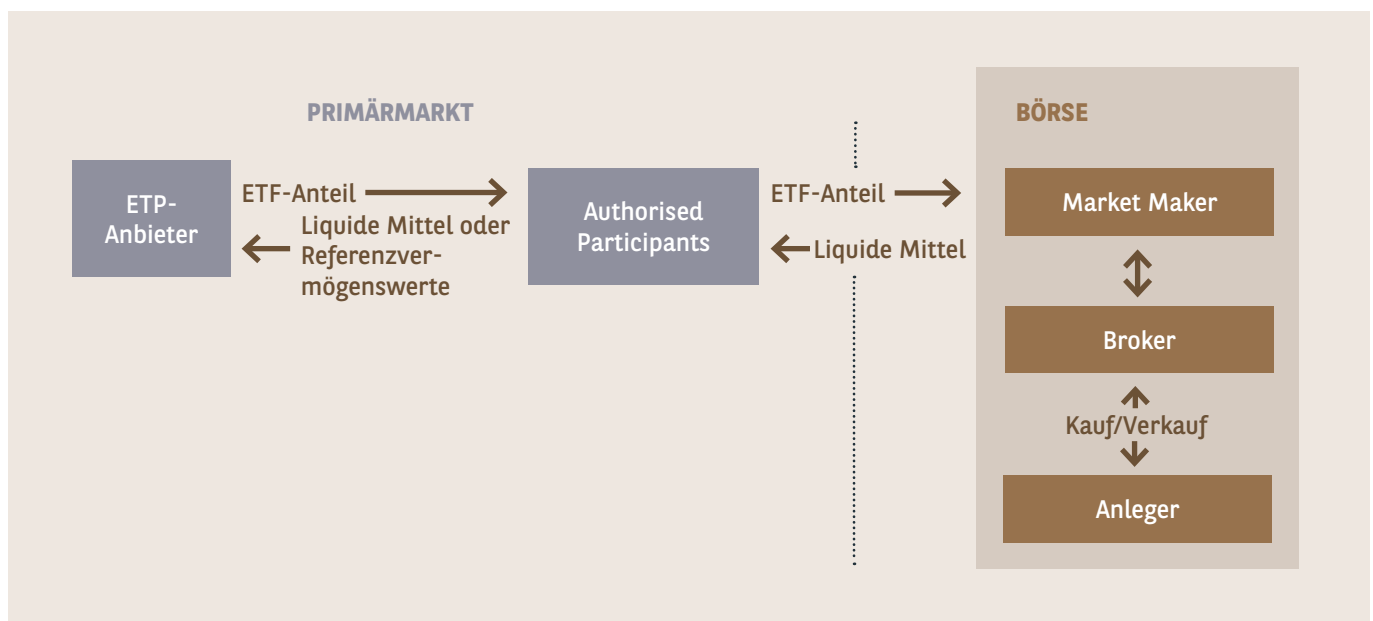 PRIMÄRMARKT
ETP-
Anbieter
ETF-Anteil
Liquide Mittel oder
Referenzver-
mögenswerte
Authorised
Participants
ETF-Anteil
Liquide Mittel
BÖRSE
Market Maker
Broker
Kauf/Verkauf
Anleger